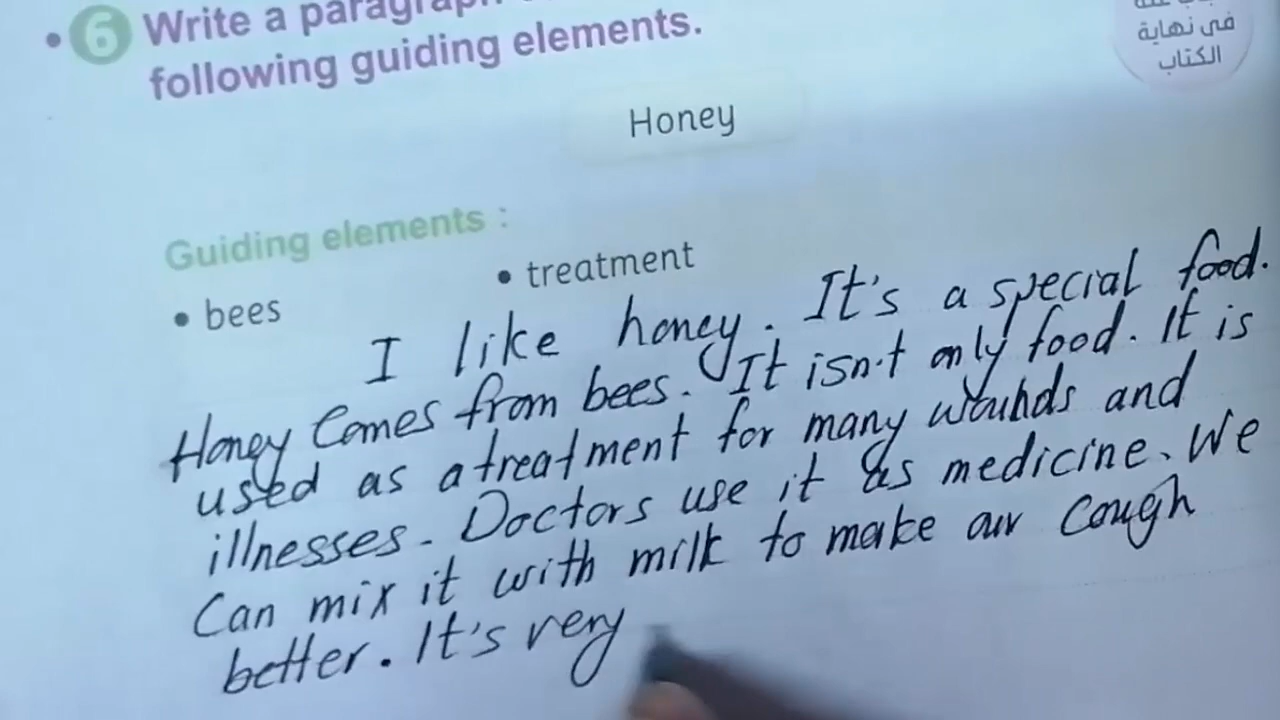 6 Write a paragraph
following guiding elements.
في نهاية
الكتاب
Honey
Guiding elements :
• bees
• treatment
I like honey. It's a special food.
Honey Comes from bees. It isn't only food. It is
used as a treatment for many wounds and
illnesses. Doctors use it as medicine. We
Can mix it with milk to make our Cough
better. It's very